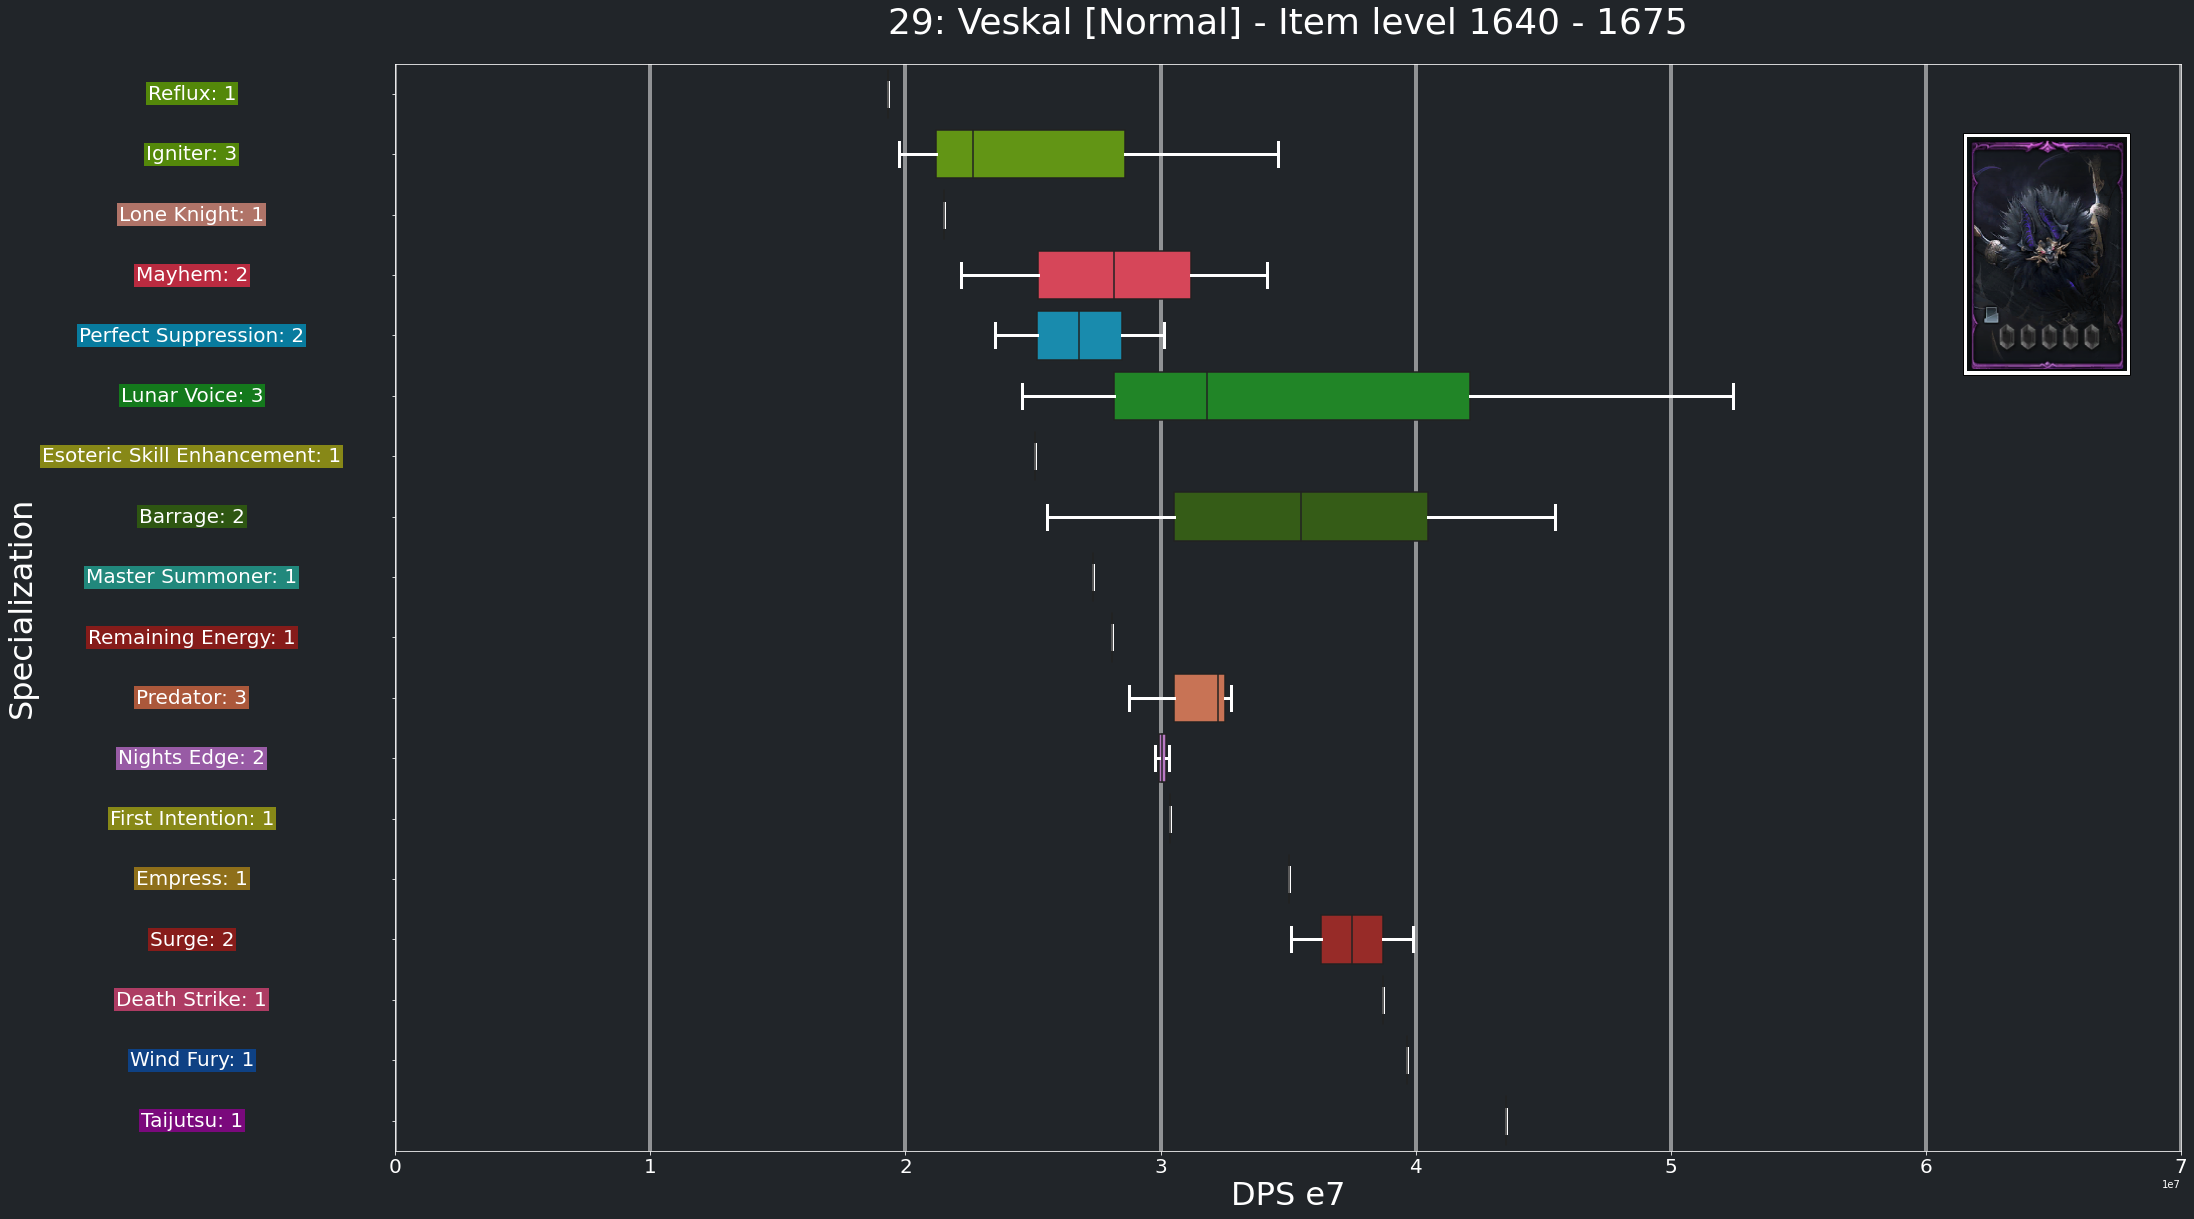 29: Veskal [Normal] - Item level 1640 - 1675
Specialization
Reflux: 1
Igniter: 3
Lone Knight: 1
Mayhem: 2
Perfect Suppression: 2
Lunar Voice: 3
Esoteric Skill Enhancement: 1
Barrage: 2
Master Summoner: 1
Remaining Energy: 1
Predator: 3
Nights Edge: 2
First Intention: 1
Empress: 1
Surge: 2
Death Strike: 1
Wind Fury: 1
Taijutsu: 1
0 1 2 3 4 5 6 7
1e7
DPS e7